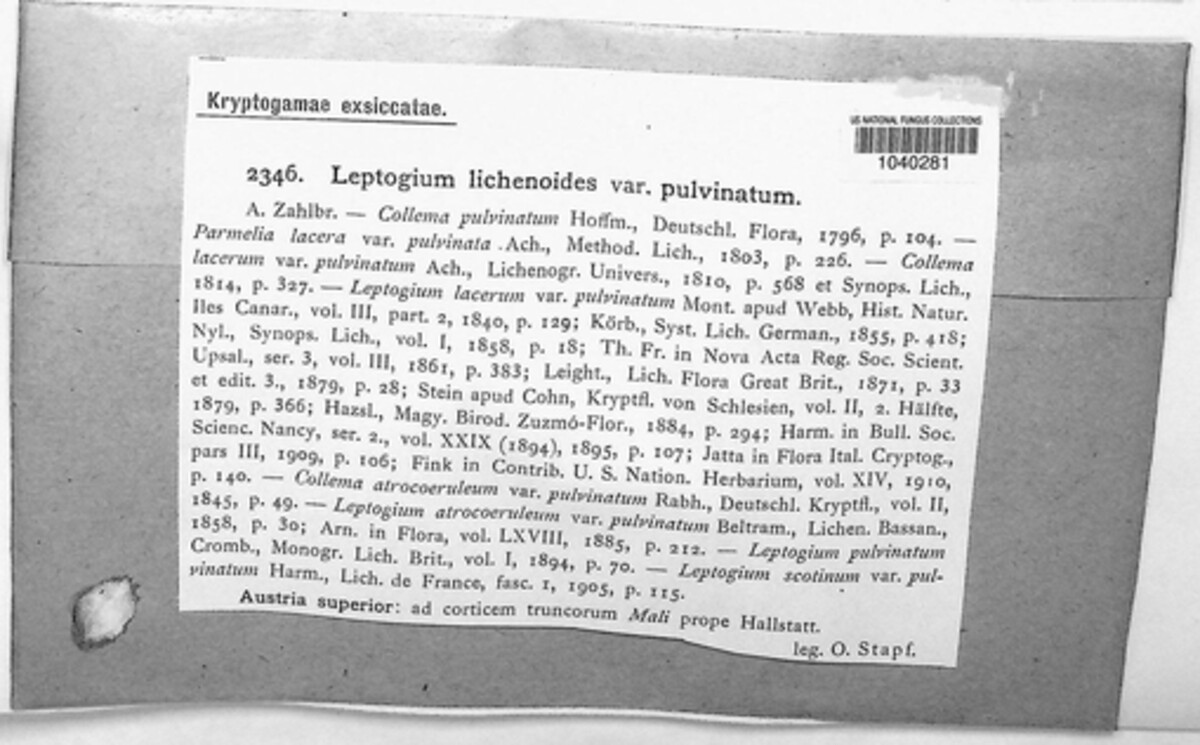 Kryptogamae exsiccatae.
US NATIONAL FUNGUS COLLECTIONS
1040281
2346. Leptogium lichenoides var. pulvinatum.
A. Zahlbr. — Collema pulvinatum Hoffm., Deutschl. Flora, 1796, p. 104. —
Parmelia lacera var. pulvinata Ach., Method. Lich., 1803, p. 226. — Collema
lacerum var. pulvinatum Ach., Lichenogr. Univers., 1810, p. 568 et Synops. Lich.,
1814, p. 327. — Leptogium lacerum var. pulvinatum Mont. apud Webb, Hist. Natur.
Iles Canar., vol. III, part. 2, 1840, p. 129; Körb., Syst. Lich. German., 1855, p. 418;
Nyl., Synops. Lich., vol. I, 1858, p. 18; Th. Fr. in Nova Acta Reg. Soc. Scient.
Upsal., ser. 3, vol. III, 1861, p. 383; Leight., Lich. Flora Great Brit., 1871, p. 33
et edit. 3., 1879, p. 28; Stein apud Cohn, Kryptfl. von Schlesien, vol. II, 2. Hälfte,
1879, p. 366; Hazsl., Magy. Birod. Zuzmó-Flor., 1884, p. 294; Harm. in Bull. Soc.
Scienc. Nancy, ser. 2., vol. XXIX (1894), 1895, p. 107; Jatta in Flora Ital. Cryptog.,
pars III, 1909, p. 106; Fink in Contrib. U. S. Nation. Herbarium, vol. XIV, 1910,
p. 140. — Collema atrocoeruleum var. pulvinatum Rabh., Deutschl. Kryptfl., vol. II,
1845, p. 49. — Leptogium atrocoeruleum var. pulvinatum Beltram., Lichen. Bassan.,
1858, p. 30; Arn. in Flora, vol. LXVIII, 1885, p. 212. — Leptogium pulvinatum
Cromb., Monogr. Lich. Brit., vol. I, 1894, p. 70. — Leptogium scotinum var. pul-
vinatum Harm., Lich. de France, fasc. 1, 1905, p. 115.
Austria superior: ad corticem truncorum Mali prope Hallstatt.
leg. O. Stapf.